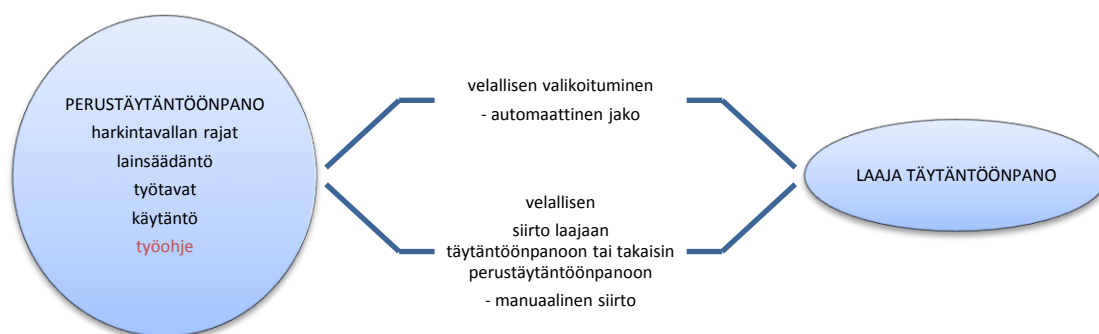 PERUSTÄYTÄNTÖÖNPANO
harkintavallan rajat
lainsäädäntö
työtavat
käytäntö
työohje
velallisen valikoituminen
- automaattinen jako
velallisen
siirto laajaan
täytäntöönpanoon tai takaisin
perustäytäntöönpanoon
- manuaalinen siirto
LAAJA TÄYTÄNTÖÖNPANO